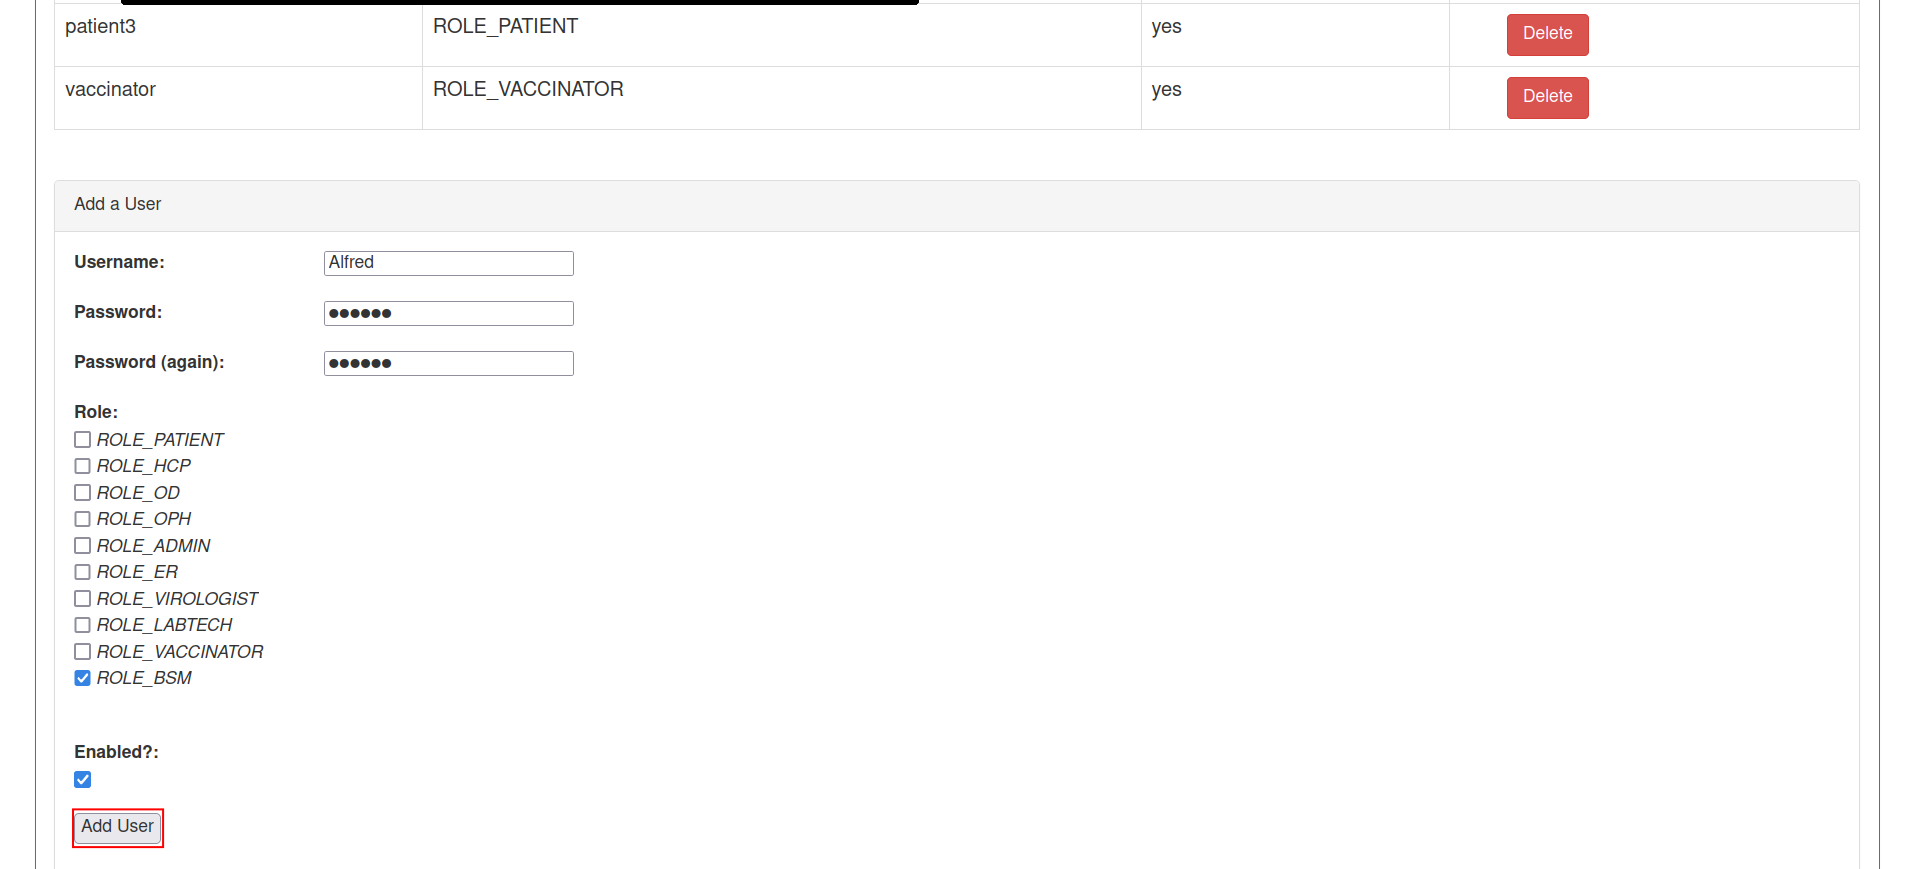 patient3 ROLE_PATIENT yes Delete
vaccinator ROLE_VACCINATOR yes Delete
Add a User
Username: Alfred
Password: ●●●●●●
Password (again): ●●●●●●
Role:
ROLE_PATIENT
ROLE_HCP
ROLE_OD
ROLE_OPH
ROLE_ADMIN
ROLE_ER
ROLE_VIROLOGIST
ROLE_LABTECH
ROLE_VACCINATOR
ROLE_BSM
Enabled?:
Add User